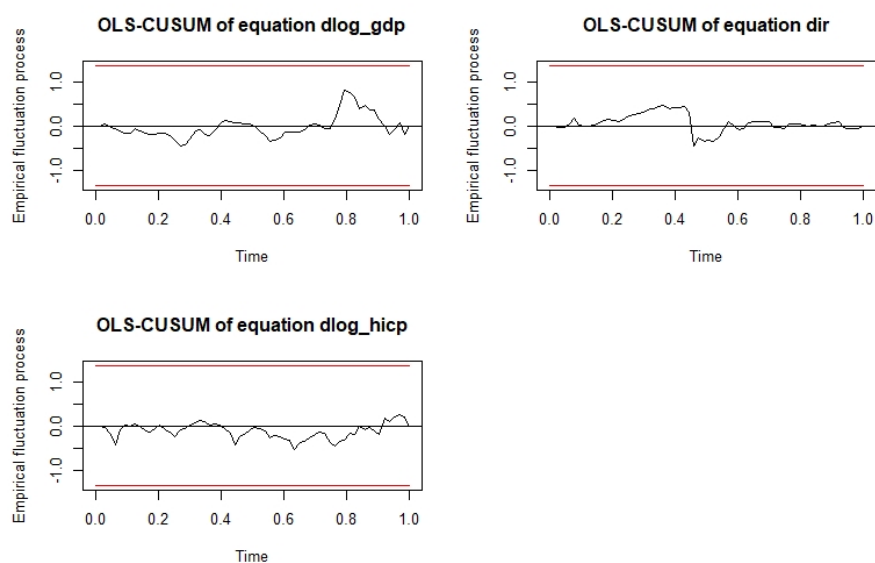 OLS-CUSUM of equation dlog_gdp
Empirical fluctuation process
1.0
0.0
-1.0
0.0 0.2 0.4 0.6 0.8 1.0
Time
OLS-CUSUM of equation dir
Empirical fluctuation process
1.0
0.0
-1.0
0.0 0.2 0.4 0.6 0.8 1.0
Time
OLS-CUSUM of equation dlog_hicp
Empirical fluctuation process
1.0
0.0
-1.0
0.0 0.2 0.4 0.6 0.8 1.0
Time